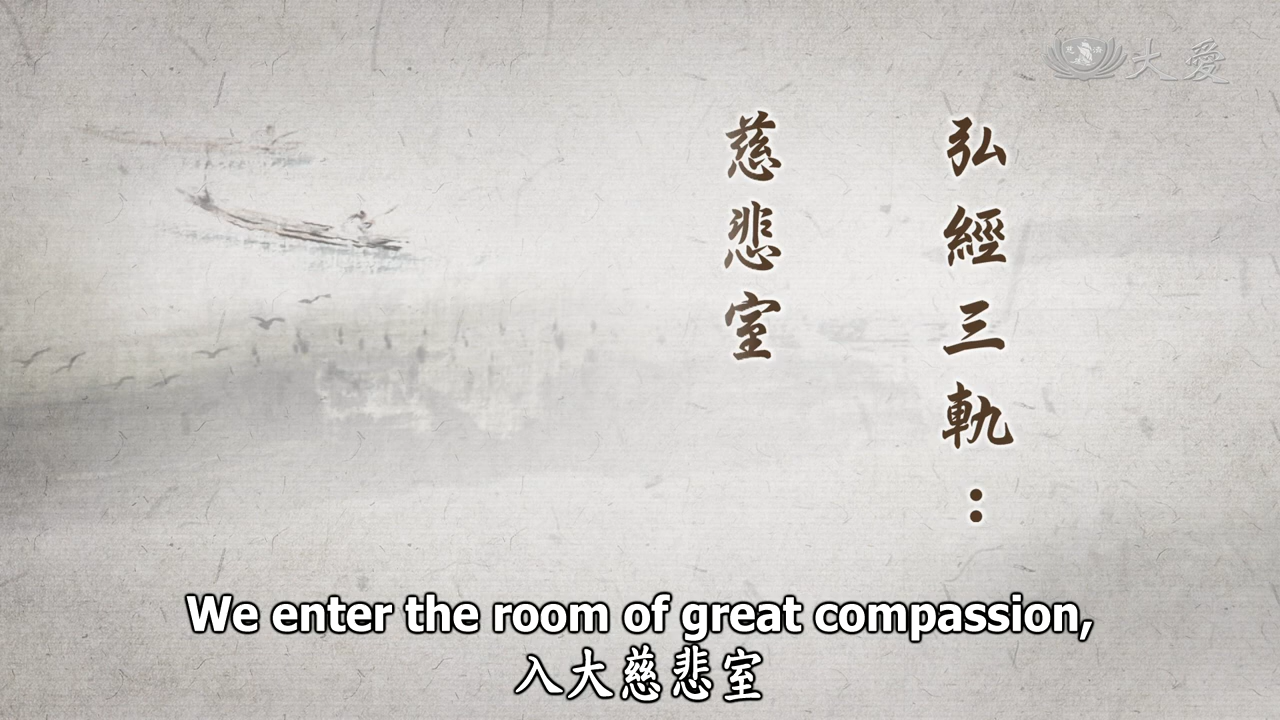 大愛
弘經三軌：
慈悲室
We enter the room of great compassion,
入大慈悲室